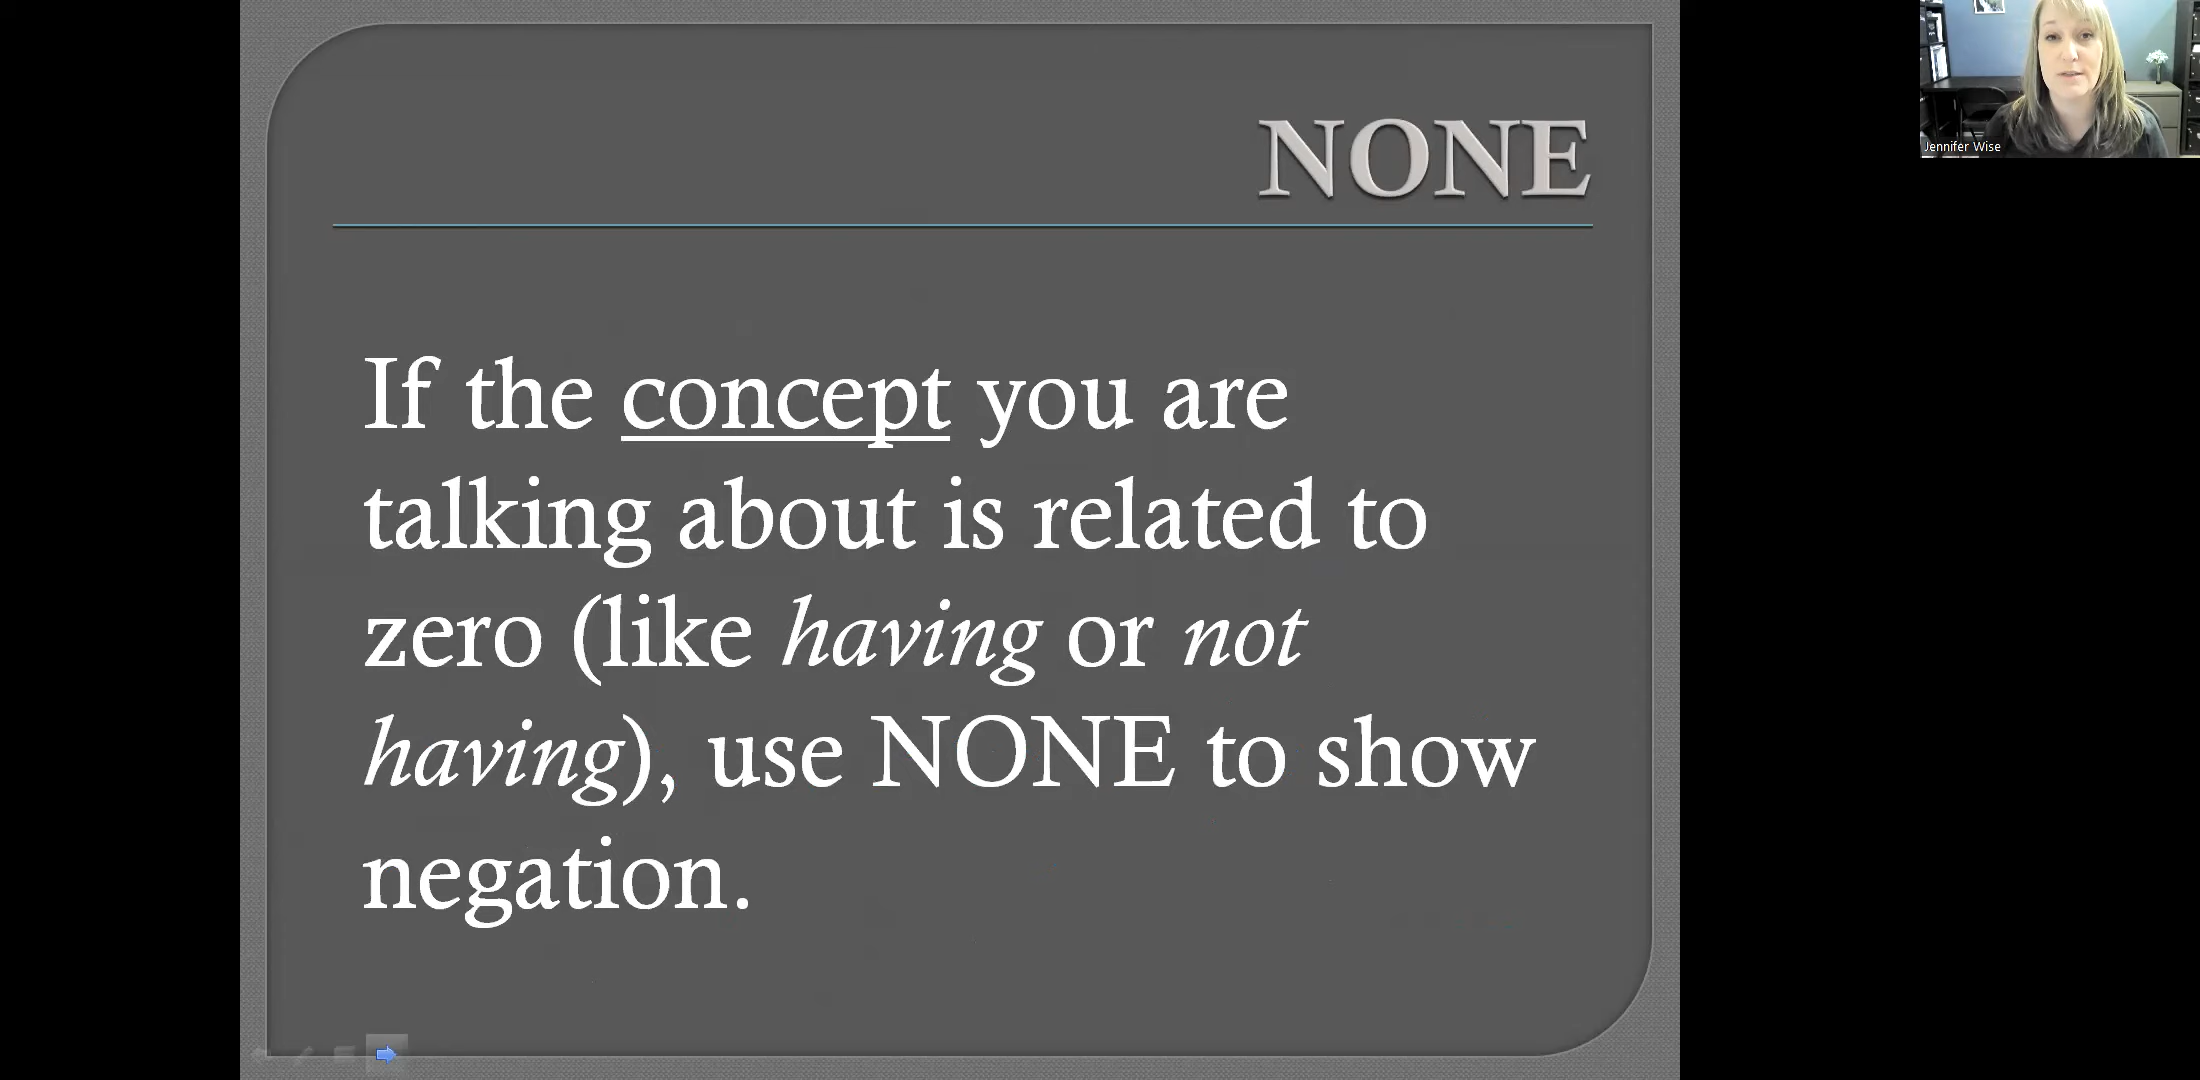 NONE
If the concept you are
talking about is related to
zero (like having or not
having), use NONE to show
negation.
Jennifer Wise